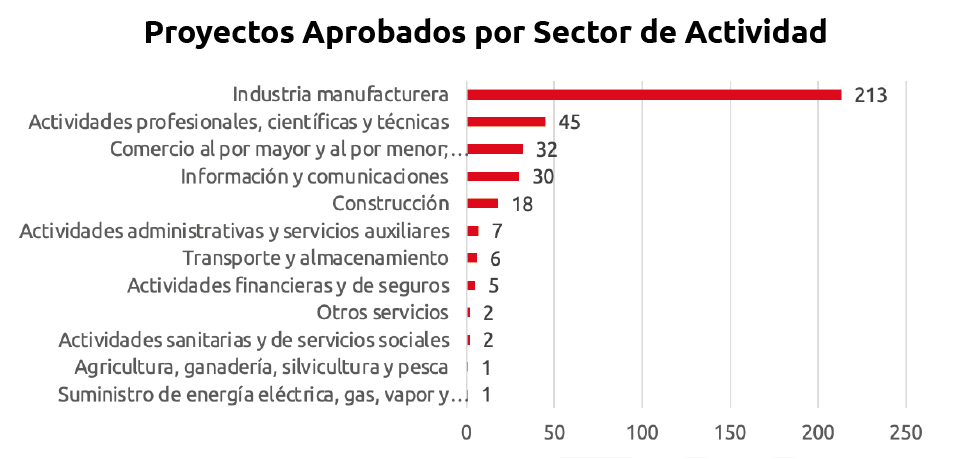 Proyectos Aprobados por Sector de Actividad
Industria manufacturera 213
Actividades profesionales, científicas y técnicas 45
Comercio al por mayor y al por menor;… 32
Información y comunicaciones 30
Construcción 18
Actividades administrativas y servicios auxiliares 7
Transporte y almacenamiento 6
Actividades financieras y de seguros 5
Otros servicios 2
Actividades sanitarias y de servicios sociales 2
Agricultura, ganadería, silvicultura y pesca 1
Suministro de energía eléctrica, gas, vapor y… 1
0 50 100 150 200 250